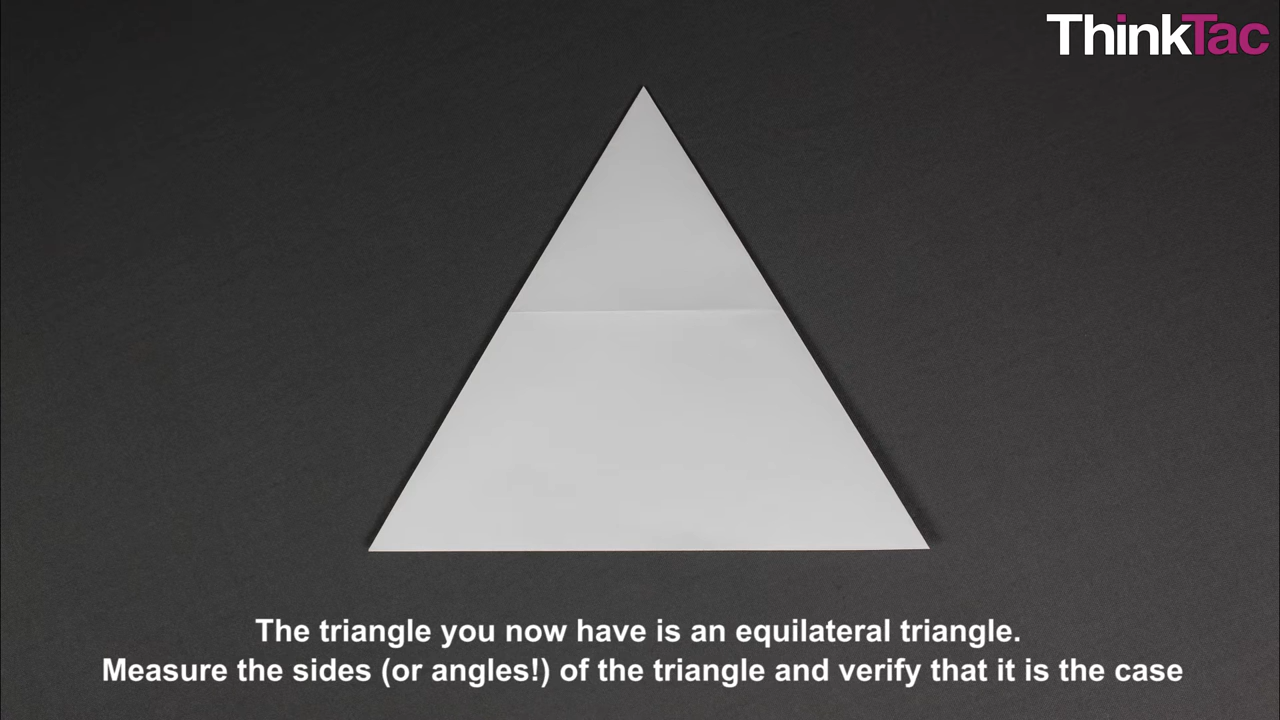 ThinkTac
The triangle you now have is an equilateral triangle.
Measure the sides (or angles!) of the triangle and verify that it is the case